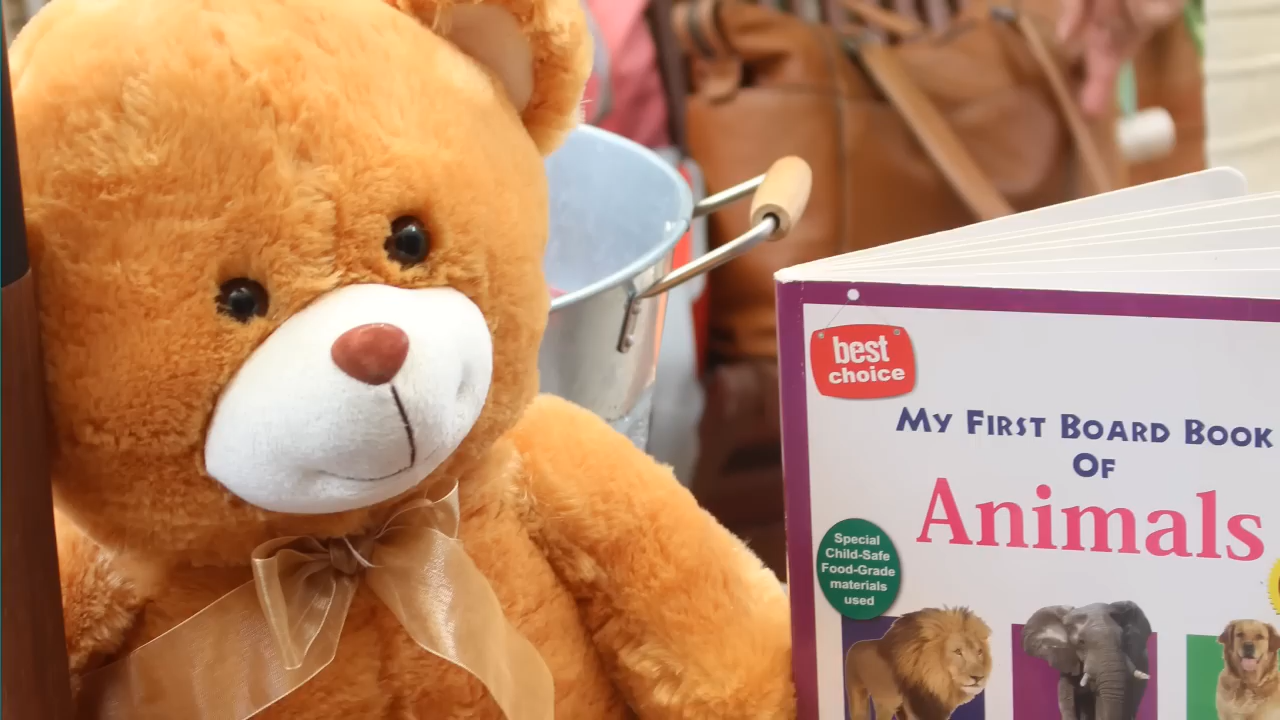 best
choice
My First Board Book
Of
Animals
Special
Child-Safe
Food-Grade
materials
used